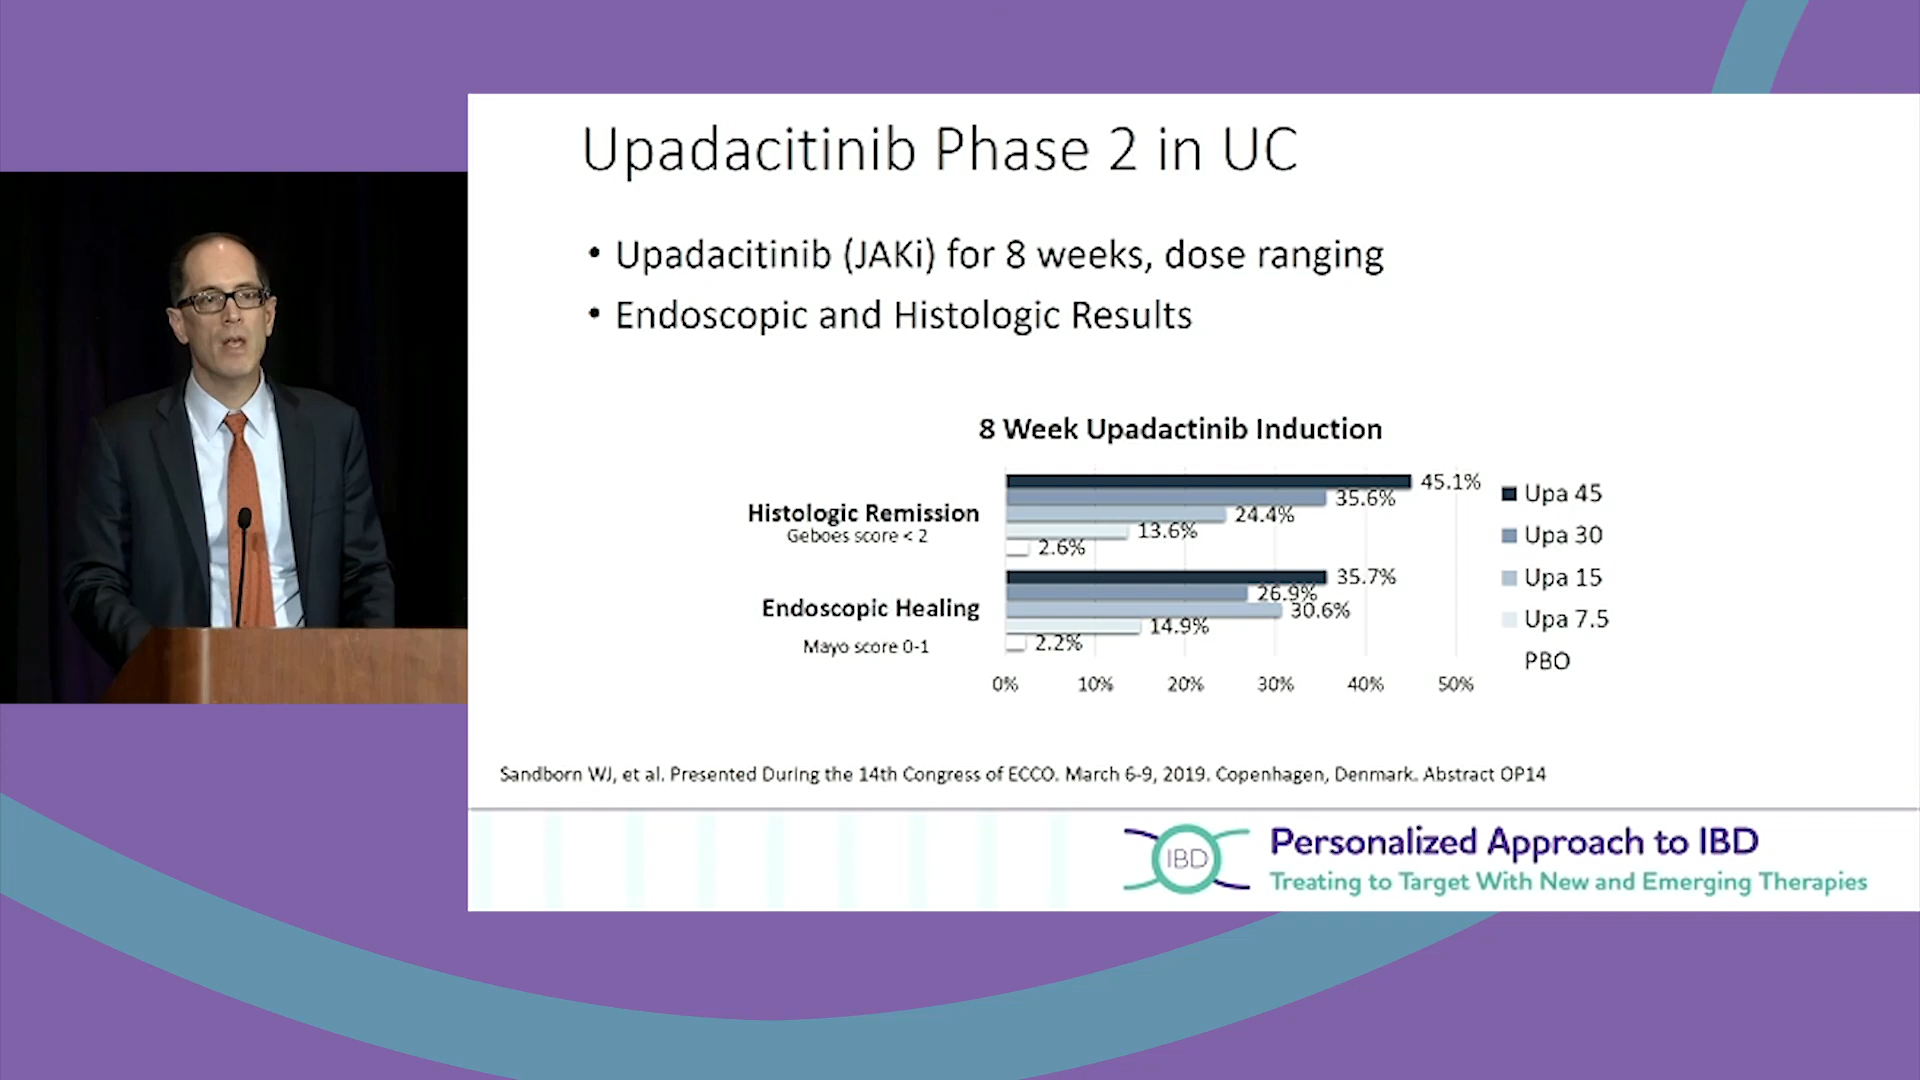 Upadacitinib Phase 2 in UC
• Upadacitinib (JAKi) for 8 weeks, dose ranging
• Endoscopic and Histologic Results
8 Week Upadactinib Induction
Histologic Remission
Geboes score < 2
45.1%
35.6%
24.4%
13.6%
2.6%
Endoscopic Healing
Mayo score 0-1
35.7%
26.9%
30.6%
14.9%
2.2%
0% 10% 20% 30% 40% 50%
Upa 45
Upa 30
Upa 15
Upa 7.5
PBO
Sandborn WJ, et al. Presented During the 14th Congress of ECCO. March 6-9, 2019. Copenhagen, Denmark. Abstract OP14
IBD
Personalized Approach to IBD
Treating to Target With New and Emerging Therapies